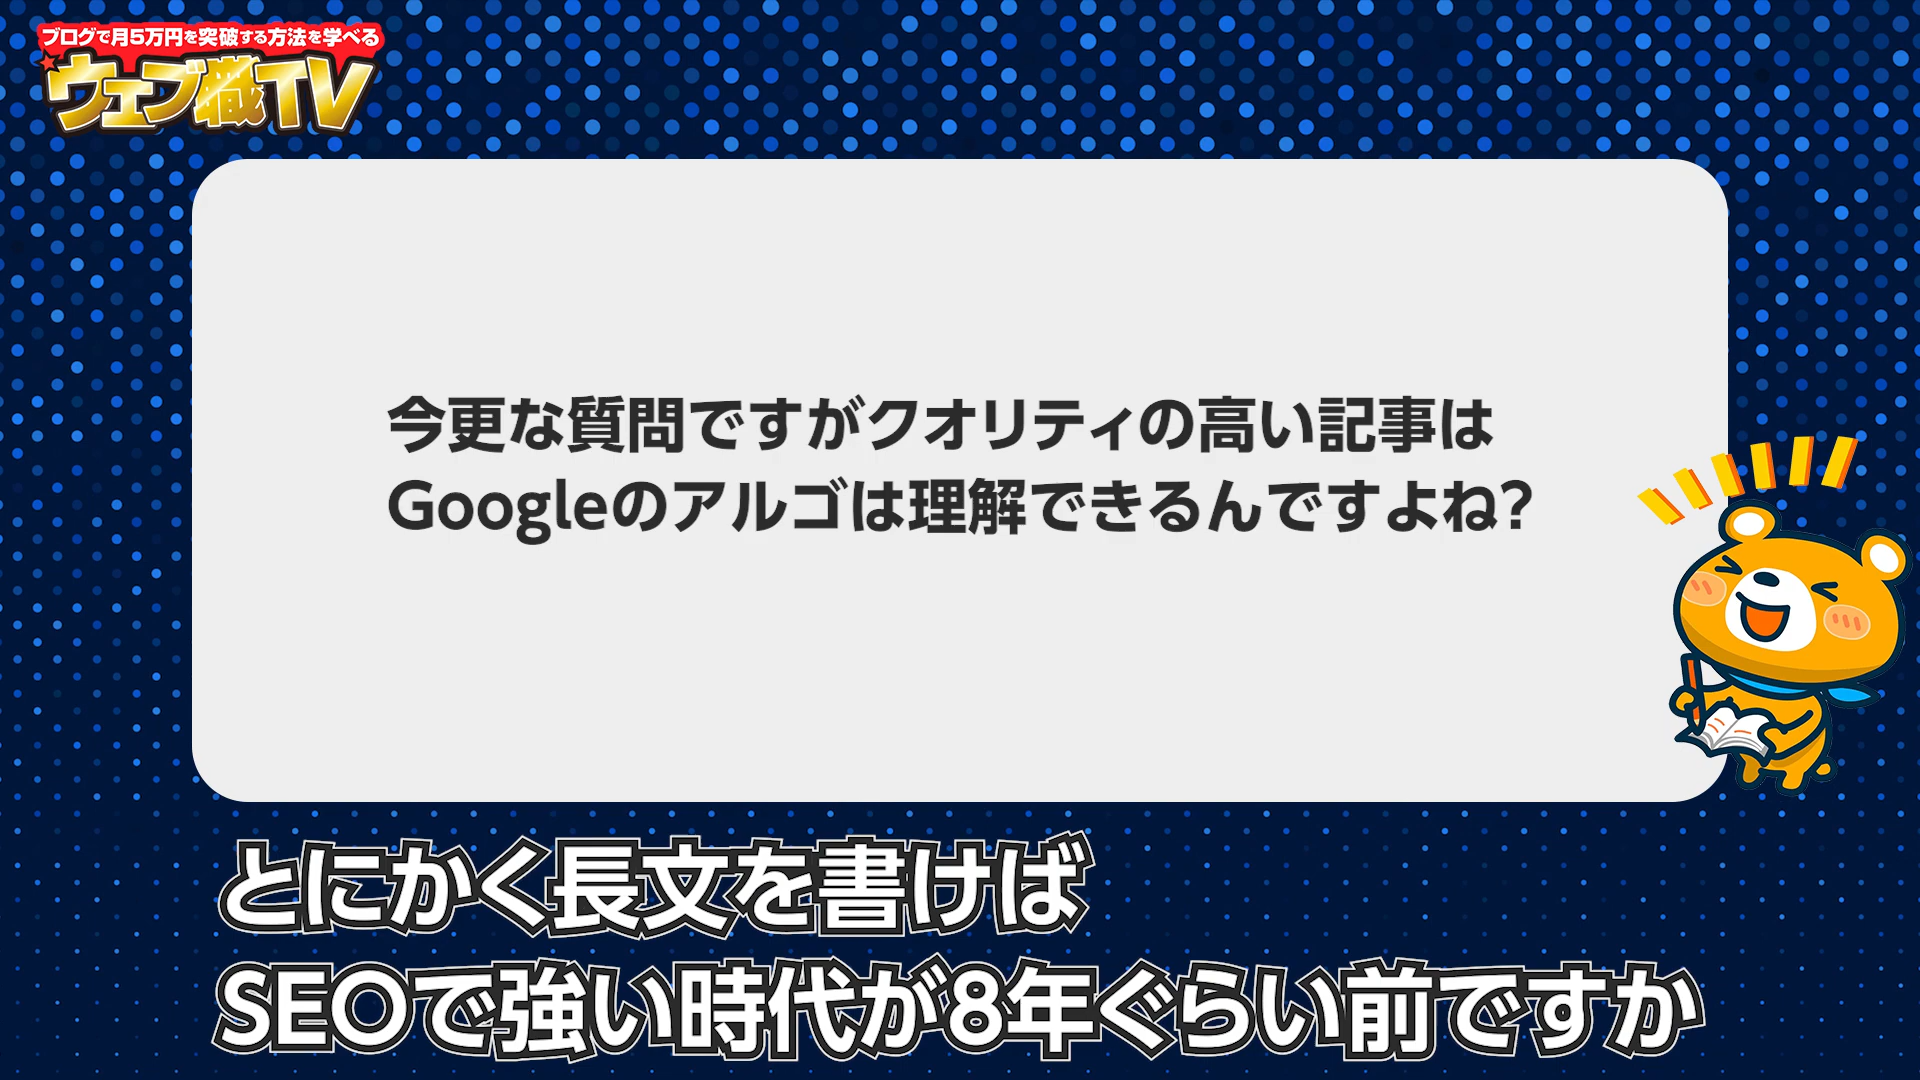 ブログで月5万円を突破する方法を学べる
ウェブ職TV
今更な質問ですがクオリティの高い記事は
Googleのアルゴは理解できるんですよね？
とにかく長文を書けば
SEOで強い時代が8年ぐらい前ですか